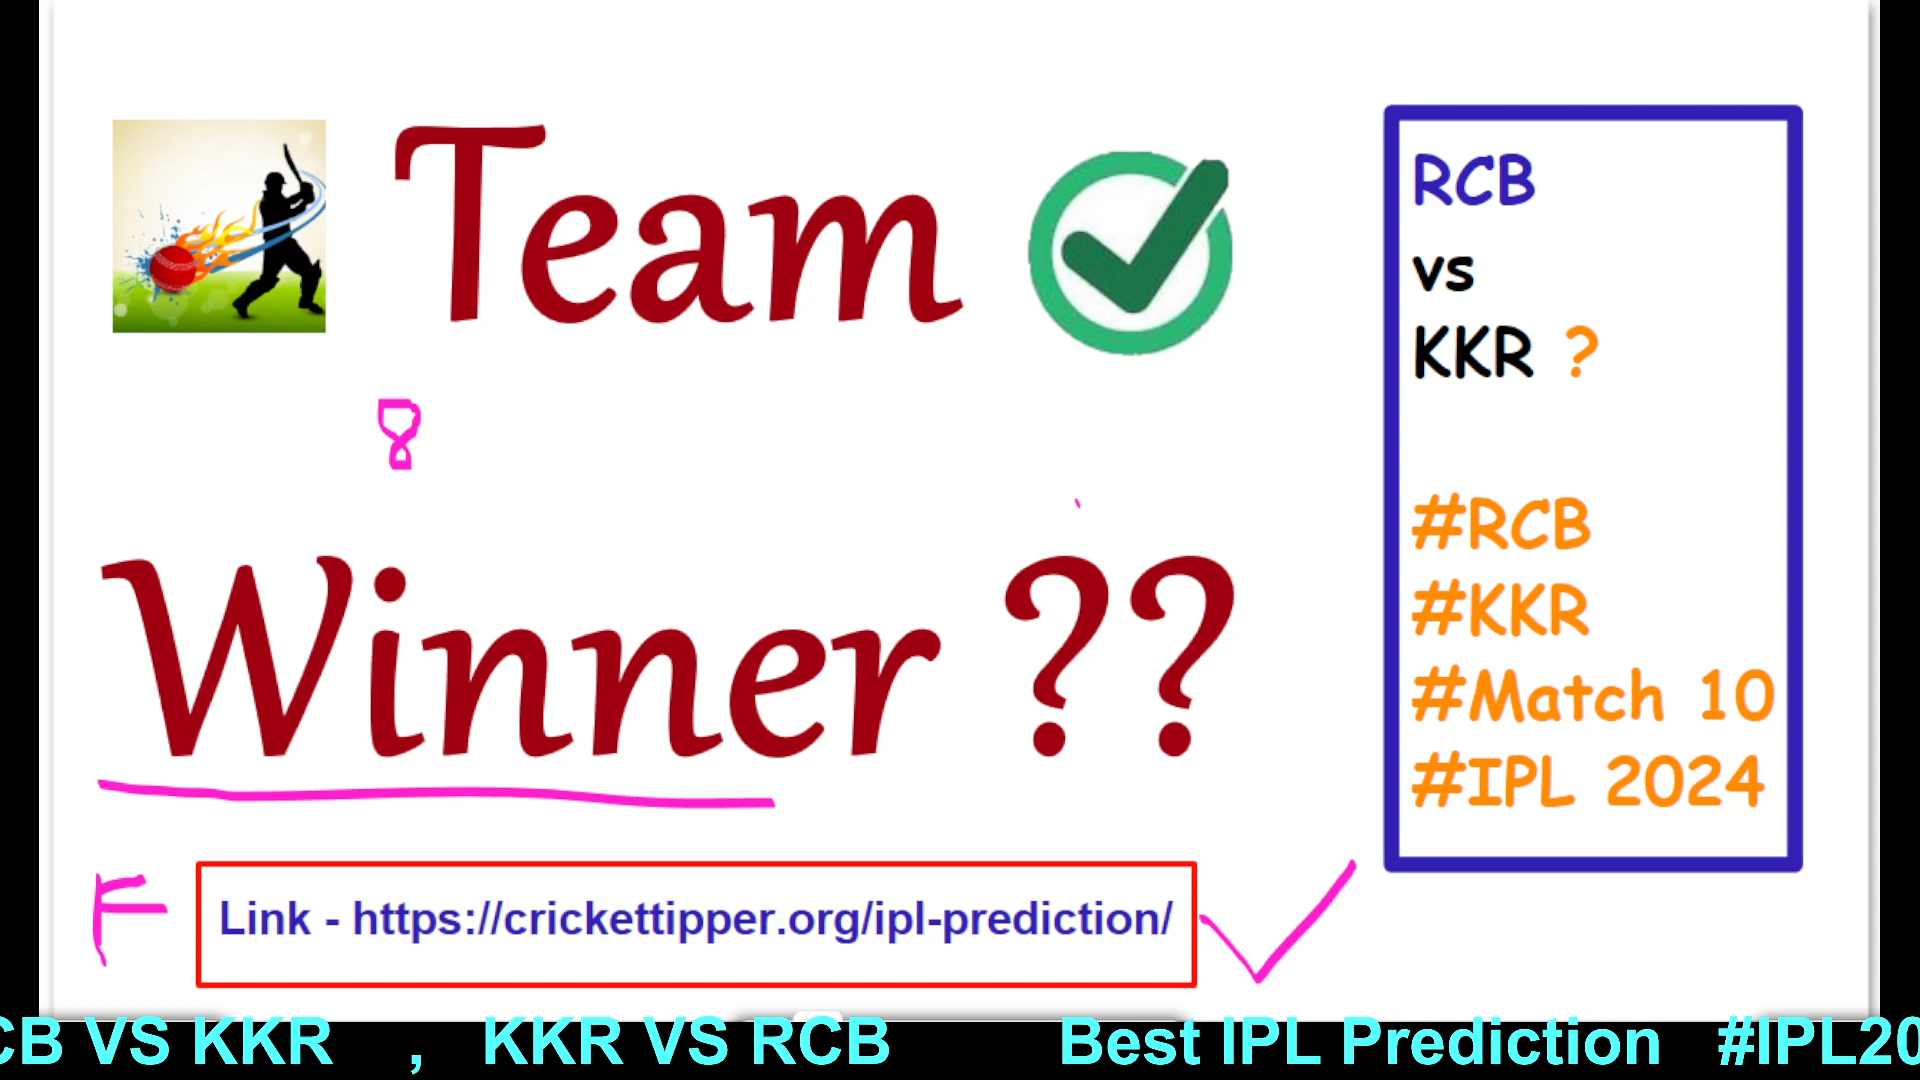 Team
8
Winner ??
RCB
vs
KKR ?
#RCB
#KKR
#Match 10
#IPL 2024
F
Link - https://crickettipper.org/ipl-prediction/
CB VS KKR , KKR VS RCB Best IPL Prediction #IPL20